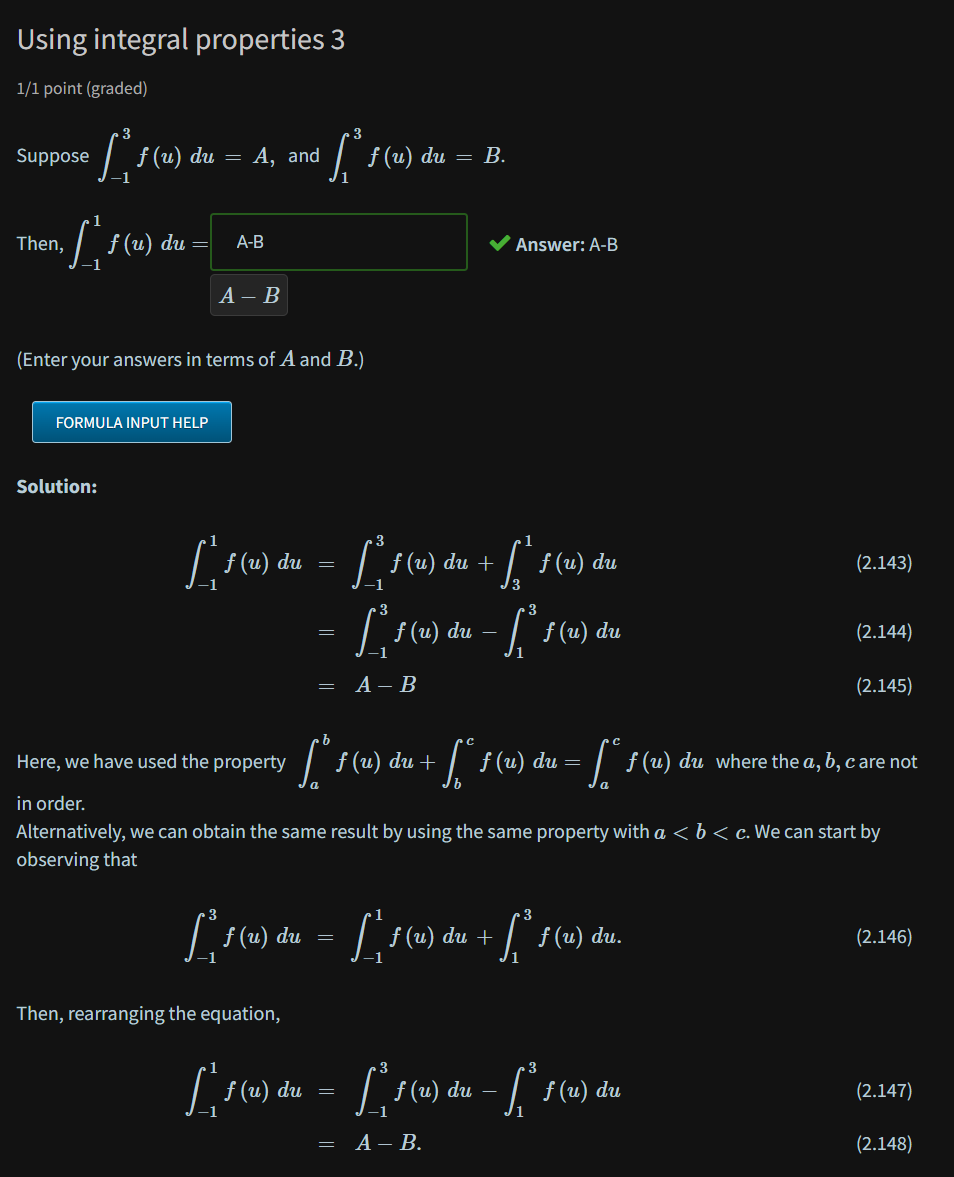 Using integral properties 3
1/1 point (graded)
Suppose ∫_{−1}^{3} f(u) du = A, and ∫_{1}^{3} f(u) du = B.
Then, ∫_{−1}^{1} f(u) du = A-B ✔ Answer: A-B
A − B
(Enter your answers in terms of A and B.)
FORMULA INPUT HELP
Solution:
∫_{−1}^{1} f(u) du = ∫_{−1}^{3} f(u) du + ∫_{3}^{1} f(u) du (2.143)
= ∫_{−1}^{3} f(u) du − ∫_{1}^{3} f(u) du (2.144)
= A − B (2.145)
Here, we have used the property ∫_{a}^{b} f(u) du + ∫_{b}^{c} f(u) du = ∫_{a}^{c} f(u) du where the a, b, c are not
in order.
Alternatively, we can obtain the same result by using the same property with a < b < c. We can start by
observing that
∫_{−1}^{3} f(u) du = ∫_{−1}^{1} f(u) du + ∫_{1}^{3} f(u) du. (2.146)
Then, rearranging the equation,
∫_{−1}^{1} f(u) du = ∫_{−1}^{3} f(u) du − ∫_{1}^{3} f(u) du (2.147)
= A − B. (2.148)